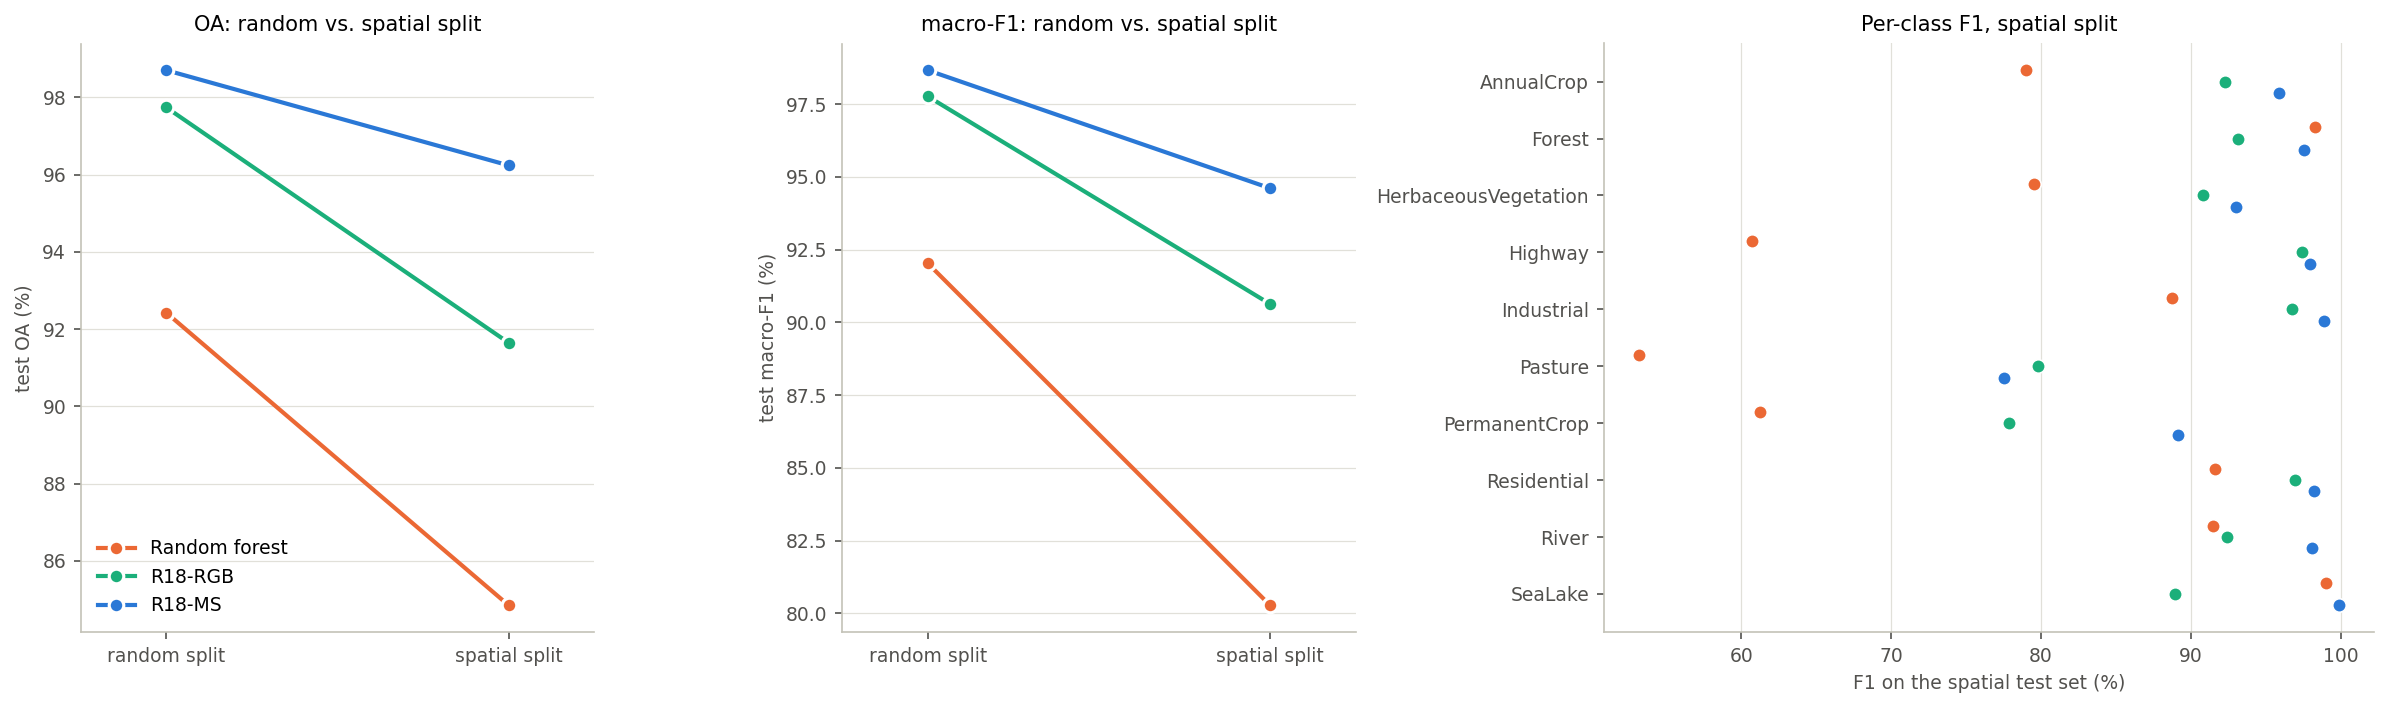 OA: random vs. spatial split
test OA (%)
98
96
94
92
90
88
86
Random forest
R18-RGB
R18-MS
random split
spatial split
macro-F1: random vs. spatial split
test macro-F1 (%)
97.5
95.0
92.5
90.0
87.5
85.0
82.5
80.0
random split
spatial split
Per-class F1, spatial split
AnnualCrop
Forest
HerbaceousVegetation
Highway
Industrial
Pasture
PermanentCrop
Residential
River
SeaLake
60
70
80
90
100
F1 on the spatial test set (%)